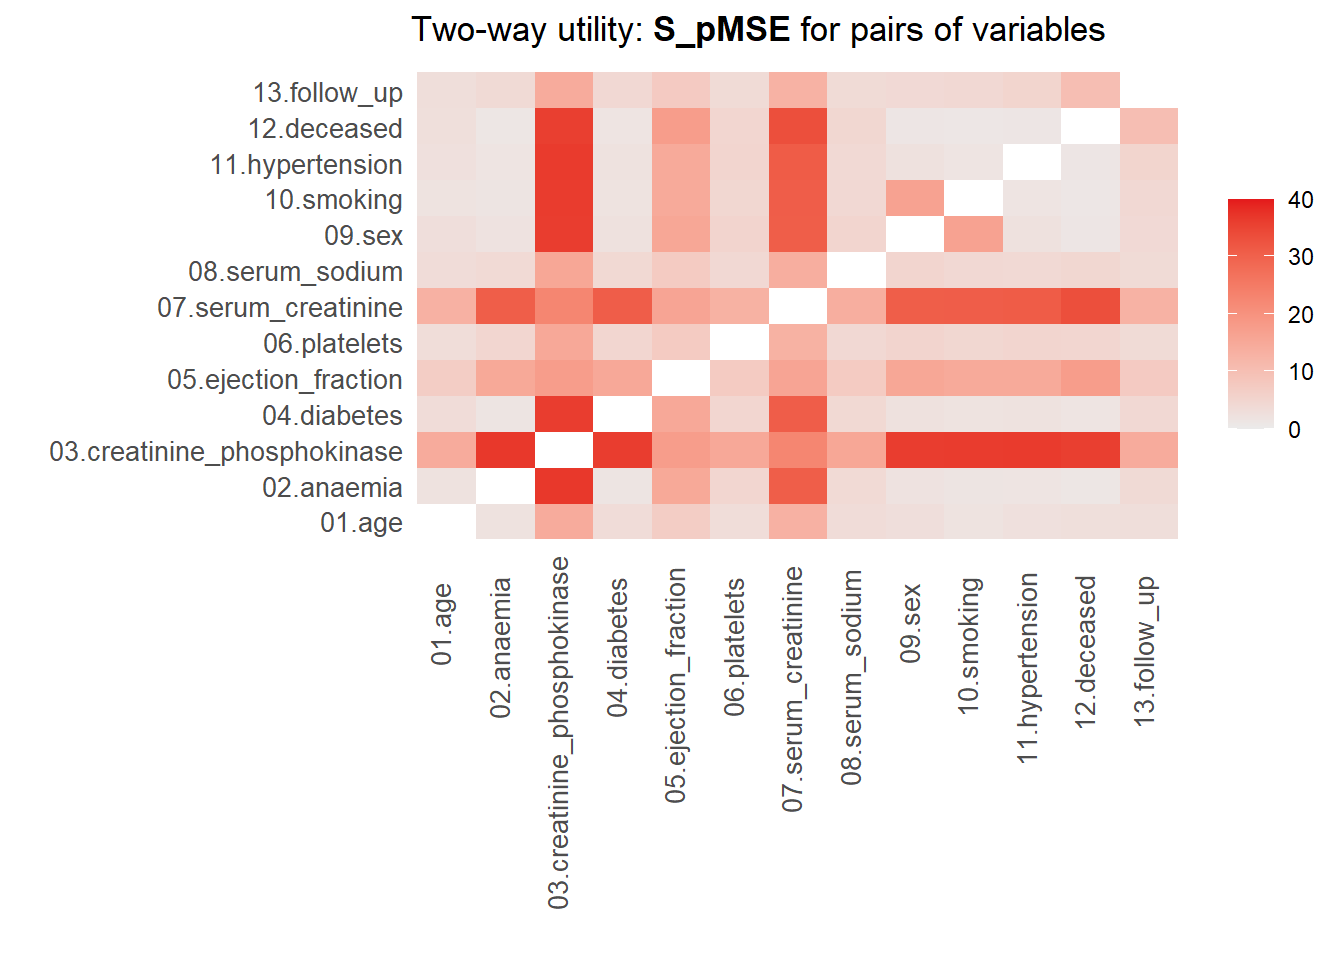 Two-way utility: S_pMSE for pairs of variables
13.follow_up
12.deceased
11.hypertension
10.smoking
09.sex
08.serum_sodium
07.serum_creatinine
06.platelets
05.ejection_fraction
04.diabetes
03.creatinine_phosphokinase
02.anaemia
01.age
40
30
20
10
0
01.age
02.anaemia
03.creatinine_phosphokinase
04.diabetes
05.ejection_fraction
06.platelets
07.serum_creatinine
08.serum_sodium
09.sex
10.smoking
11.hypertension
12.deceased
13.follow_up